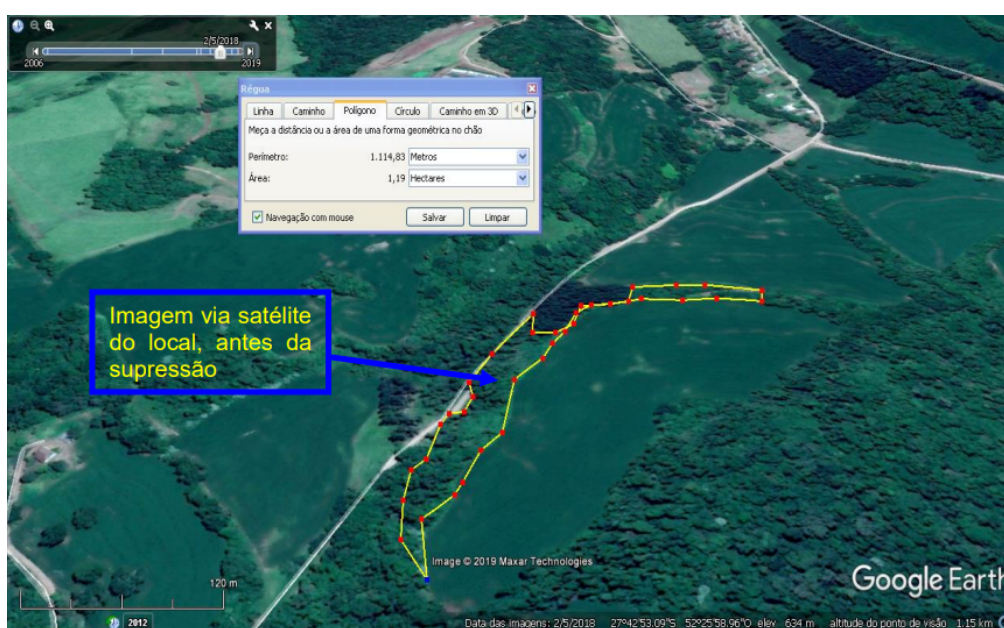 2/5/2018
2006
2019
Régua
Linha Caminho Polígono Círculo Caminho em 3D
Meça a distância ou a área de uma forma geométrica no chão
Perímetro: 1.114,83 Metros
Área: 1,19 Hectares
Navegação com mouse Salvar Limpar
Imagem via satélite
do local, antes da
supressão
Image © 2019 Maxar Technologies
Google Earth
120 m
2012
Data das imagens: 2/5/2018 27°42'53.09"S 52°25'58.96"O elev 634 m altitude do ponto de visão 1.15 km